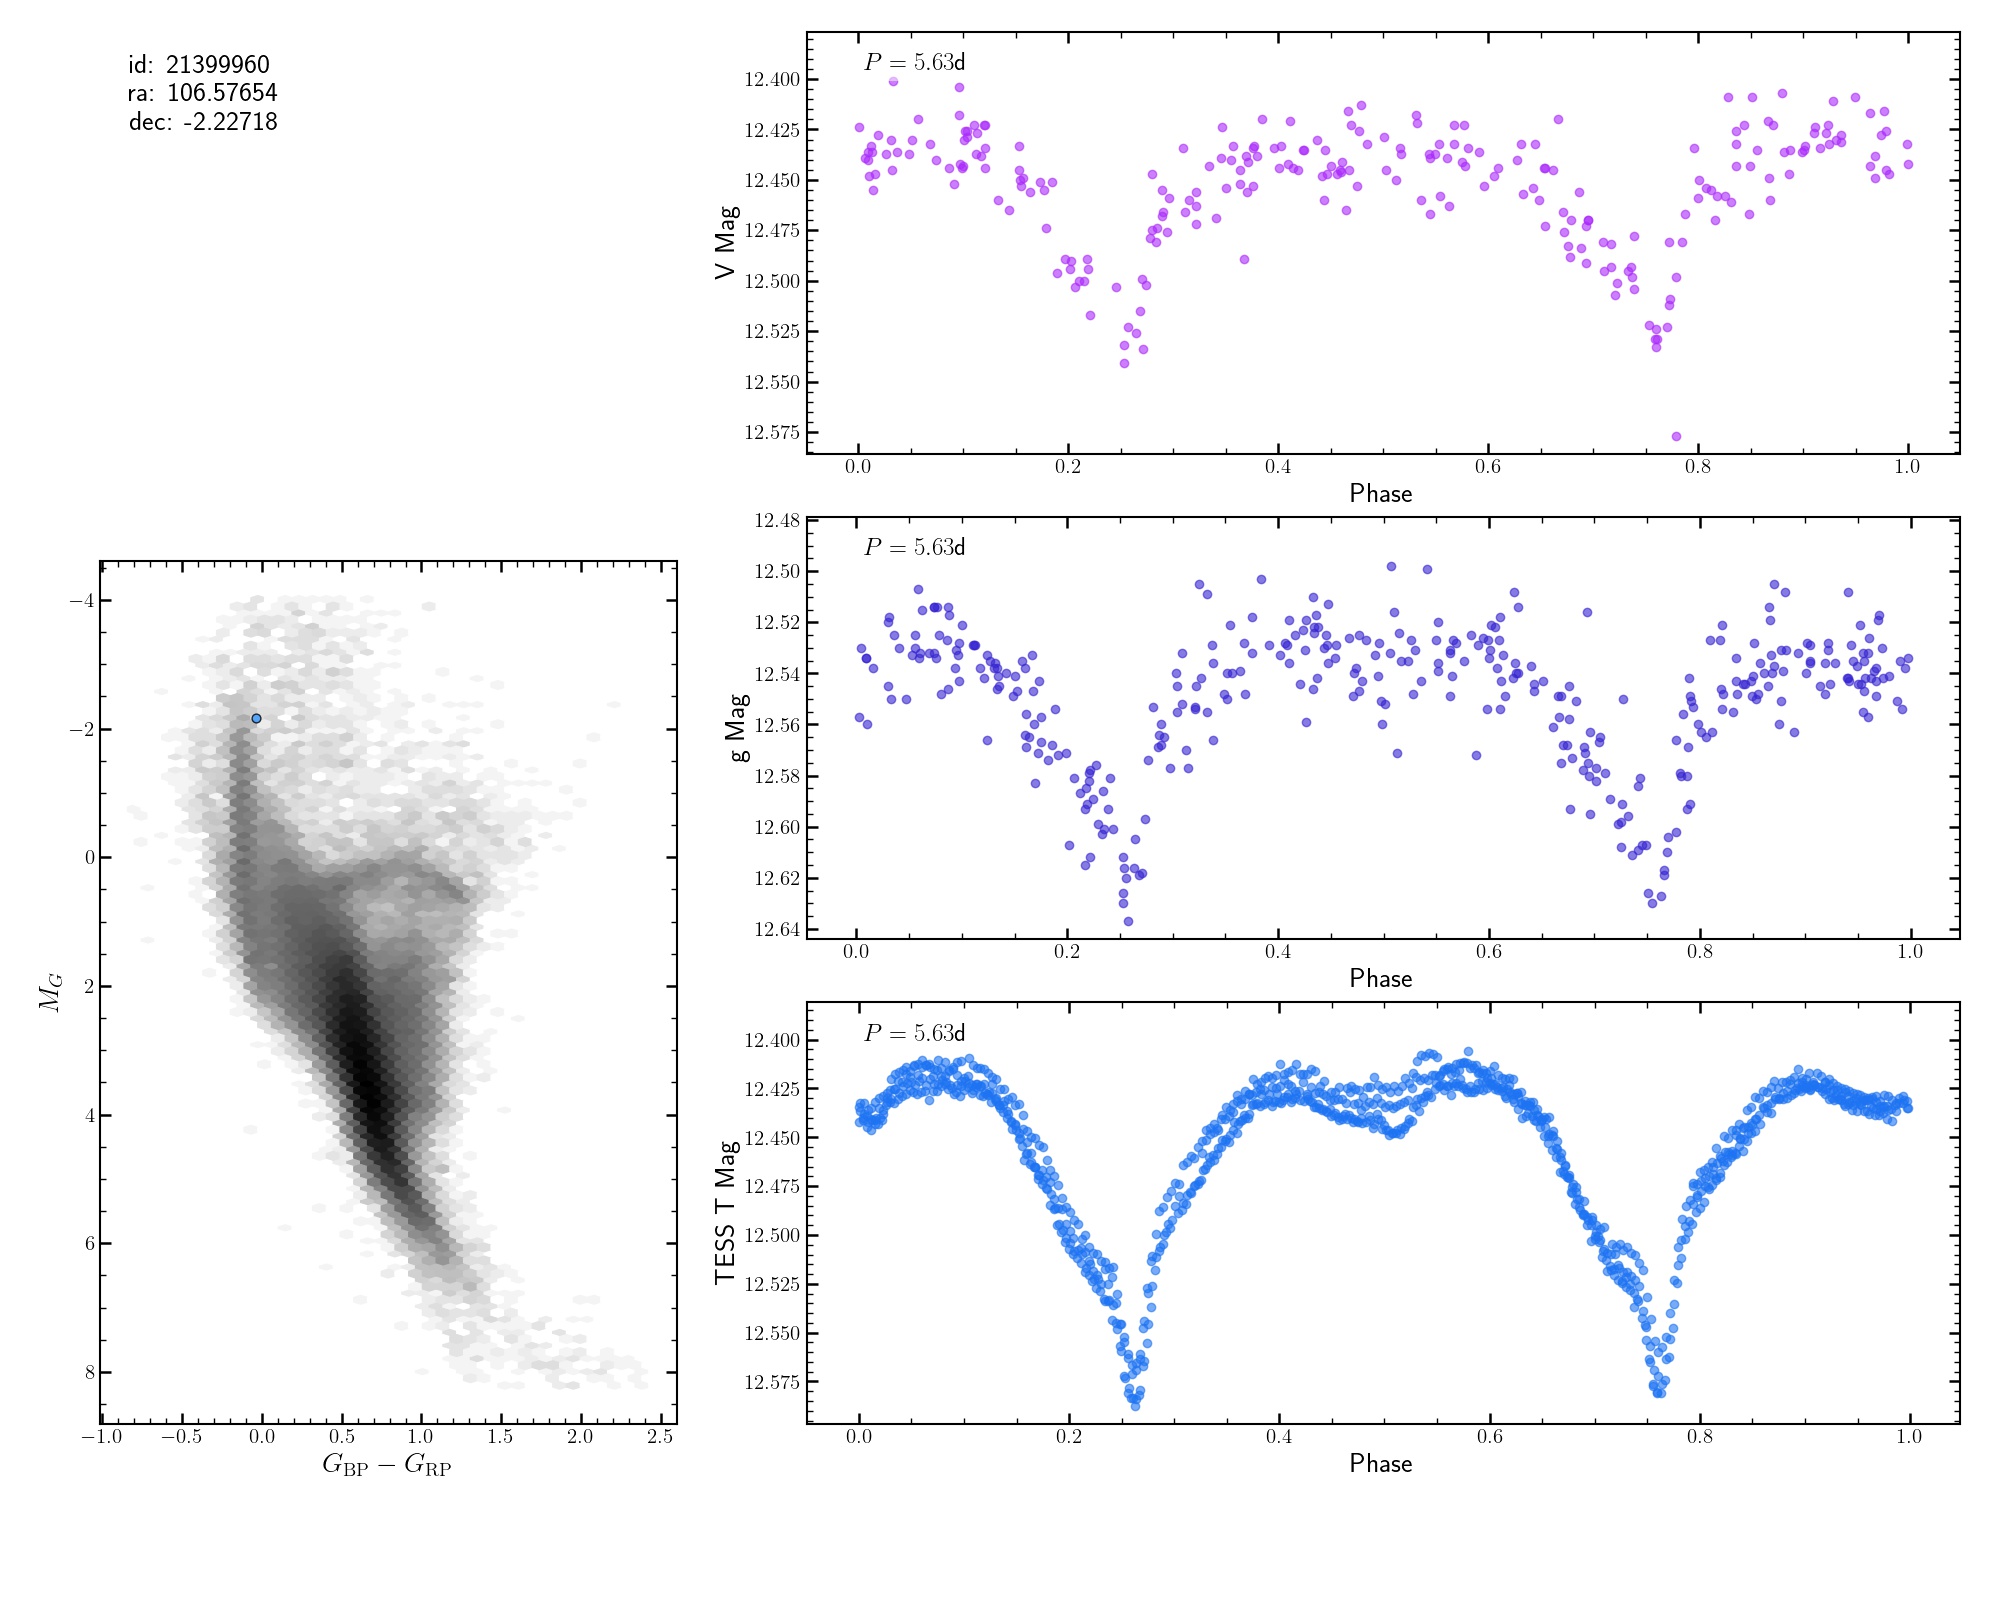 id: 21399960
ra: 106.57654
dec: -2.22718
P = 5.63d
12.400
12.425
12.450
12.475
12.500
12.525
12.550
12.575
V Mag
0.0 0.2 0.4 0.6 0.8 1.0
Phase
P = 5.63d
12.48
12.50
12.52
12.54
12.56
12.58
12.60
12.62
12.64
g Mag
0.0 0.2 0.4 0.6 0.8 1.0
Phase
−4
−2
0
2
4
6
8
M_G
−1.0 −0.5 0.0 0.5 1.0 1.5 2.0 2.5
G_BP − G_RP
P = 5.63d
12.400
12.425
12.450
12.475
12.500
12.525
12.550
12.575
TESS T Mag
0.0 0.2 0.4 0.6 0.8 1.0
Phase